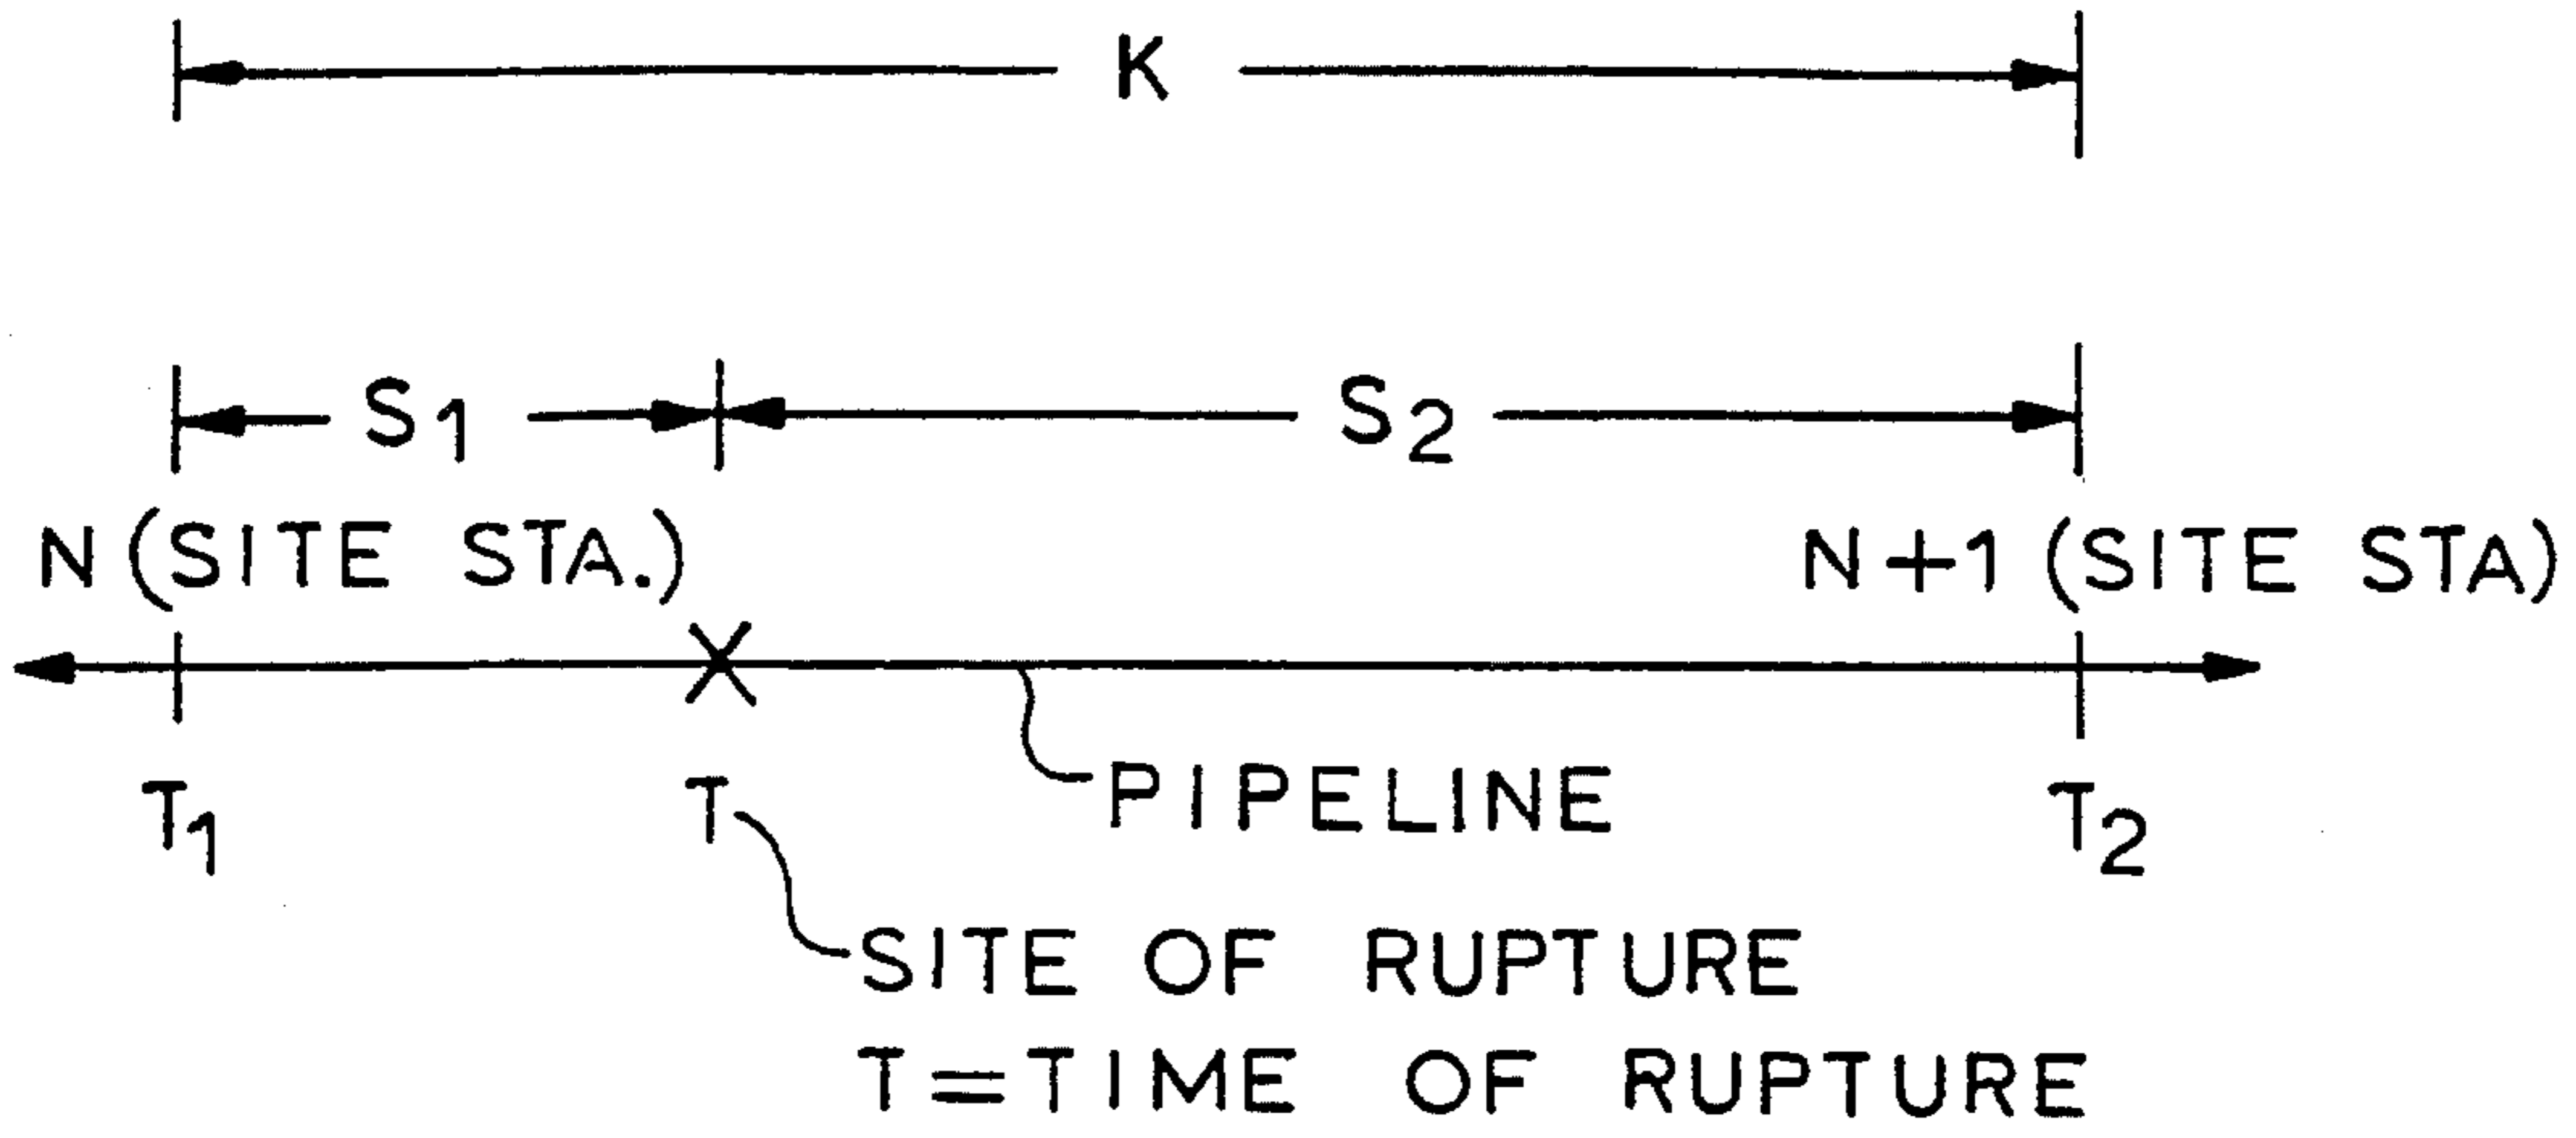 K
S1 S2
N (SITE STA.) N+1 (SITE STA)
T1 T PIPELINE T2
SITE OF RUPTURE
T=TIME OF RUPTURE